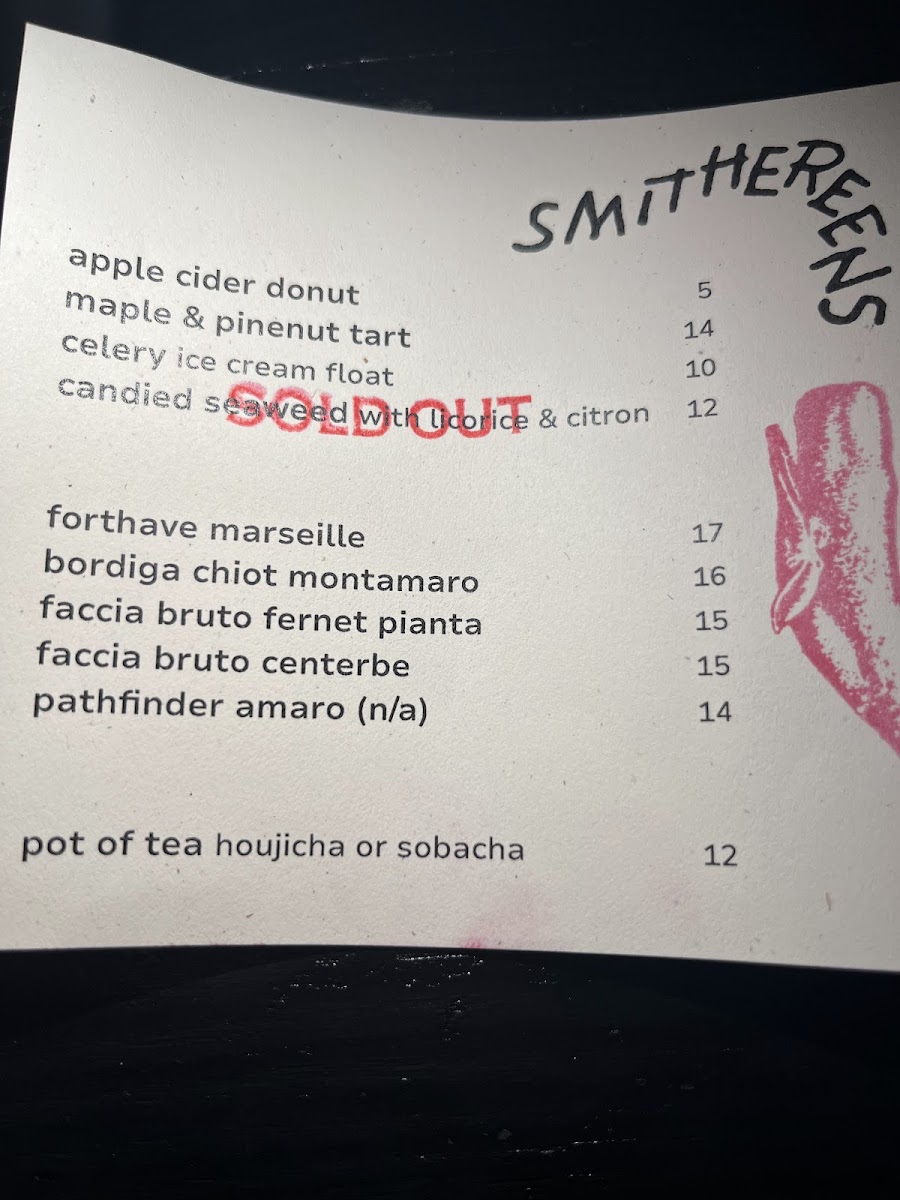 SMITHEREENS
apple cider donut 5
maple & pinenut tart 14
celery ice cream float 10
candied seaweed with licorice & citron 12
SOLD OUT
forthave marseille 17
bordiga chiot montamaro 16
faccia bruto fernet pianta 15
faccia bruto centerbe 15
pathfinder amaro (n/a) 14
pot of tea houjicha or sobacha 12